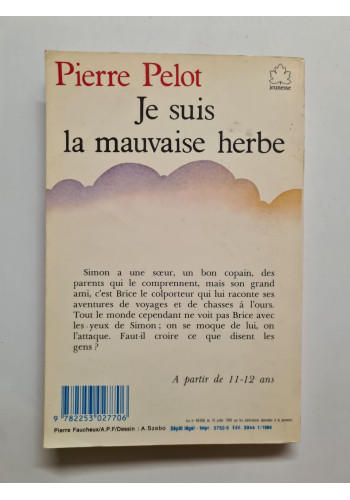 Pierre Pelot
jeunesse
Je suis
la mauvaise herbe
Simon a une sœur, un bon copain, des
parents qui le comprennent, mais son grand
ami, c'est Brice le colporteur qui lui raconte ses
aventures de voyages et de chasses à l'ours.
Tout le monde cependant ne voit pas Brice avec
les yeux de Simon ; on se moque de lui, on
l'attaque. Faut-il croire ce que disent les
gens ?
A partir de 11-12 ans
9 782253 027706
Pierre Faucheux/A.P.F/Dessin : A. Szabo
Dépôt légal